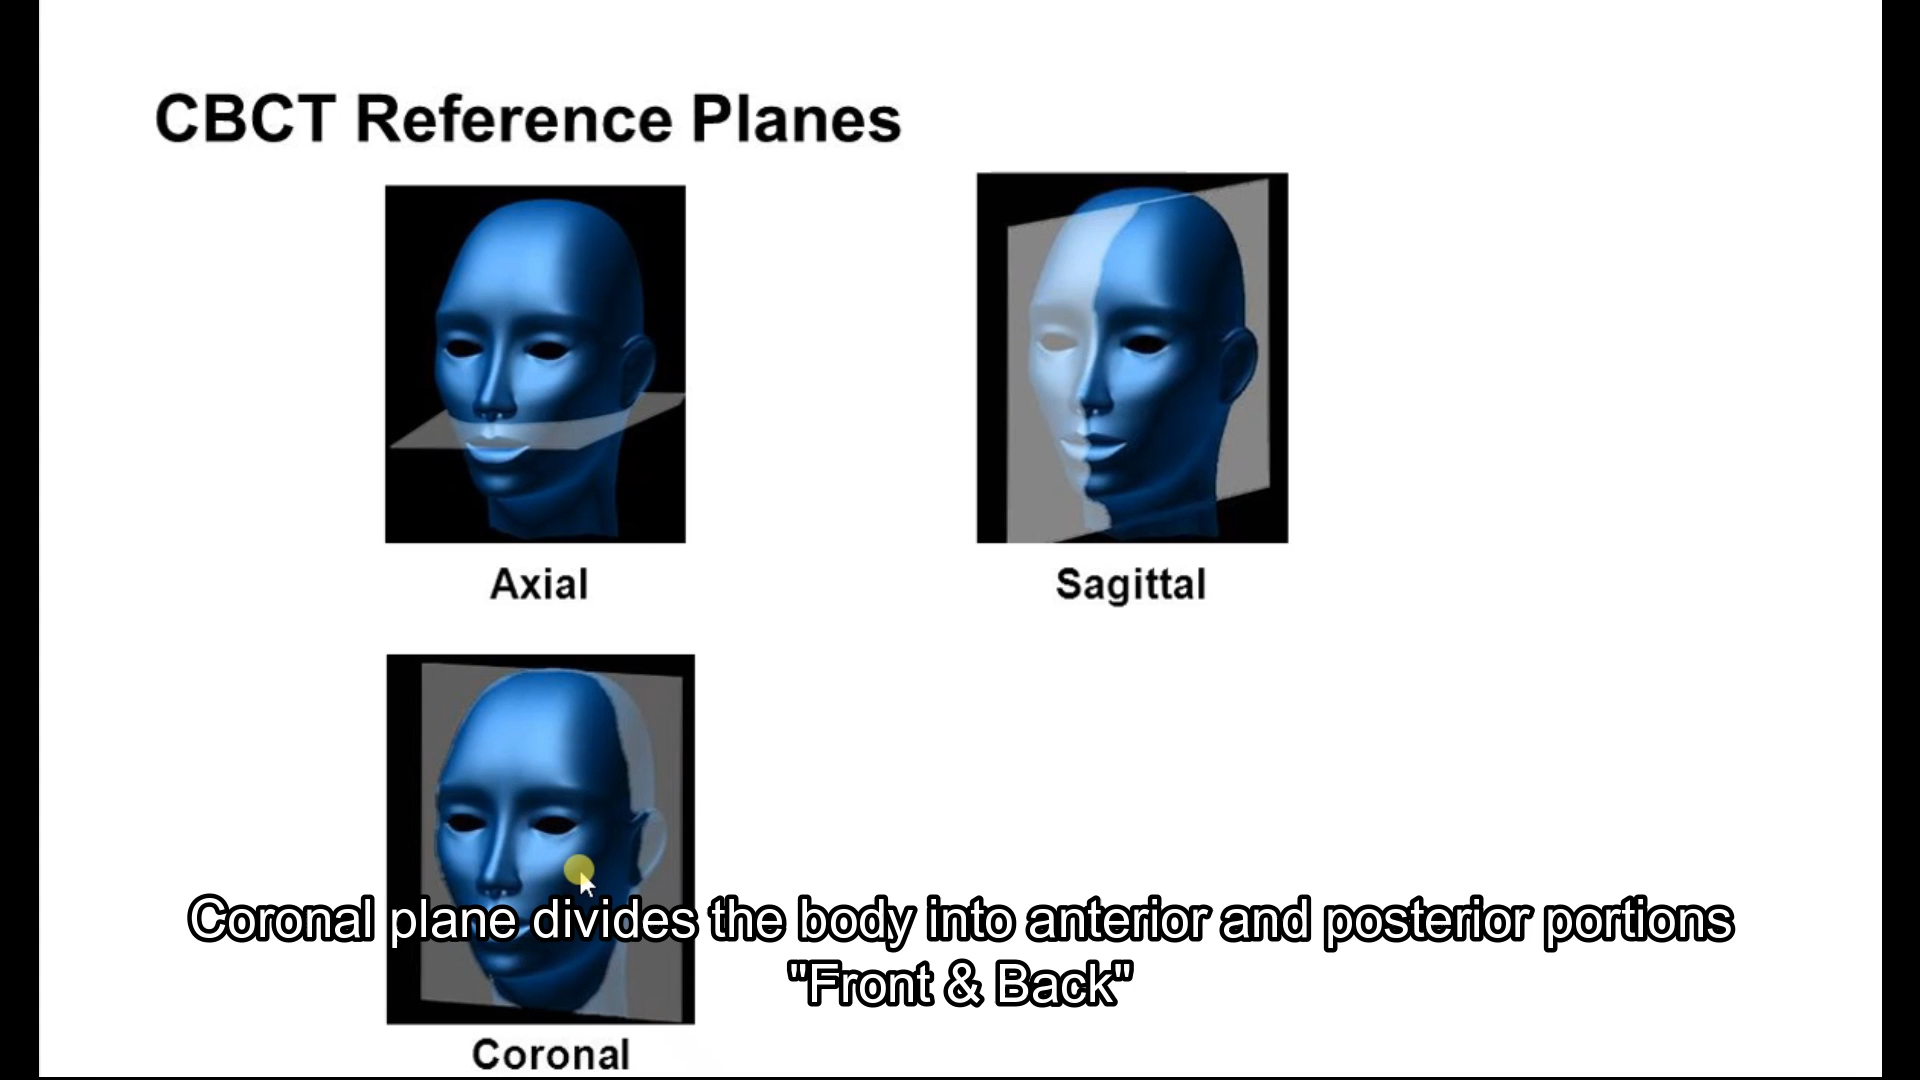 CBCT Reference Planes
Axial
Sagittal
Coronal plane divides the body into anterior and posterior portions
"Front & Back"
Coronal